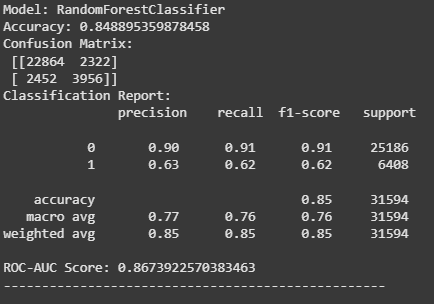 Model: RandomForestClassifier
Accuracy: 0.848895359878458
Confusion Matrix:
[[22864  2322]
[ 2452  3956]]
Classification Report:
precision    recall  f1-score   support
0       0.90      0.91      0.91     25186
1       0.63      0.62      0.62      6408
accuracy                           0.85     31594
macro avg       0.77      0.76      0.76     31594
weighted avg       0.85      0.85      0.85     31594
ROC-AUC Score: 0.8673922570383463
--------------------------------------------------